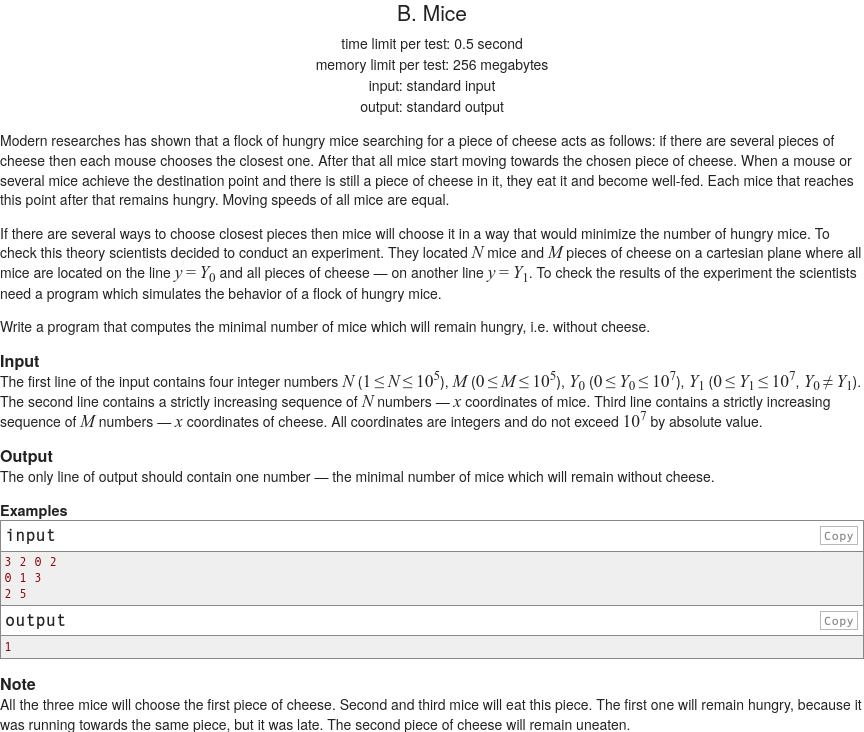 B. Mice
time limit per test: 0.5 second
memory limit per test: 256 megabytes
input: standard input
output: standard output
Modern researches has shown that a flock of hungry mice searching for a piece of cheese acts as follows: if there are several pieces of
cheese then each mouse chooses the closest one. After that all mice start moving towards the chosen piece of cheese. When a mouse or
several mice achieve the destination point and there is still a piece of cheese in it, they eat it and become well-fed. Each mice that reaches
this point after that remains hungry. Moving speeds of all mice are equal.
If there are several ways to choose closest pieces then mice will choose it in a way that would minimize the number of hungry mice. To
check this theory scientists decided to conduct an experiment. They located N mice and M pieces of cheese on a cartesian plane where all
mice are located on the line y = Y0 and all pieces of cheese — on another line y = Y1. To check the results of the experiment the scientists
need a program which simulates the behavior of a flock of hungry mice.
Write a program that computes the minimal number of mice which will remain hungry, i.e. without cheese.
Input
The first line of the input contains four integer numbers N (1 ≤ N ≤ 10^5), M (0 ≤ M ≤ 10^5), Y0 (0 ≤ Y0 ≤ 10^7), Y1 (0 ≤ Y1 ≤ 10^7, Y0 ≠ Y1).
The second line contains a strictly increasing sequence of N numbers — x coordinates of mice. Third line contains a strictly increasing
sequence of M numbers — x coordinates of cheese. All coordinates are integers and do not exceed 10^7 by absolute value.
Output
The only line of output should contain one number — the minimal number of mice which will remain without cheese.
Examples
input Copy
3 2 0 2
0 1 3
2 5
output Copy
1
Note
All the three mice will choose the first piece of cheese. Second and third mice will eat this piece. The first one will remain hungry, because it
was running towards the same piece, but it was late. The second piece of cheese will remain uneaten.